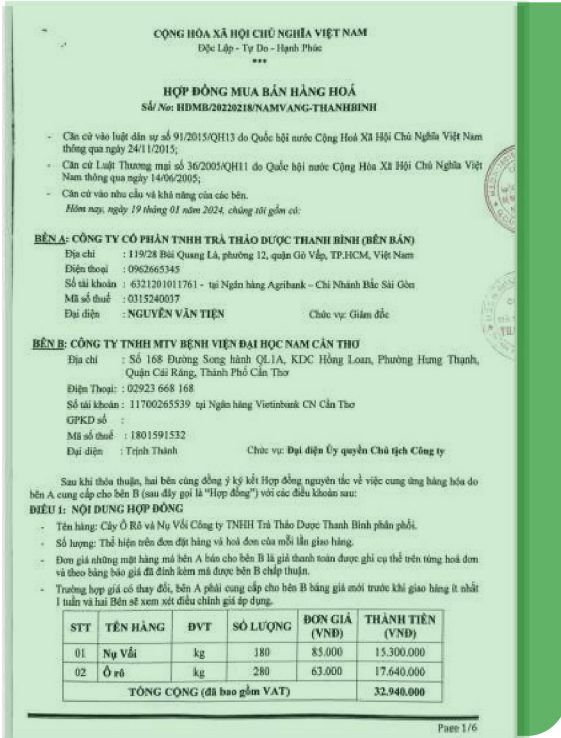 CỘNG HÒA XÃ HỘI CHỦ NGHĨA VIỆT NAM
Độc Lập - Tự Do - Hạnh Phúc
***
HỢP ĐỒNG MUA BÁN HÀNG HOÁ
Số/ No: HDMB/20220218/NAMVANG-THANHBINH
- Căn cứ vào luật dân sự số 91/2015/QH13 do Quốc hội nước Cộng Hoà Xã Hội Chủ Nghĩa Việt Nam
thông qua ngày 24/11/2015;
- Căn cứ Luật Thương mại số 36/2005/QH11 do Quốc hội nước Cộng Hòa Xã Hội Chủ Nghĩa Việt
Nam thông qua ngày 14/06/2005;
- Căn cứ vào nhu cầu và khả năng của các bên.
Hôm nay, ngày 19 tháng 01 năm 2024, chúng tôi gồm có:
BÊN A: CÔNG TY CỔ PHẦN TNHH TRÀ THẢO DƯỢC THANH BÌNH (BÊN BÁN)
Địa chỉ : 119/28 Bùi Quang Là, phường 12, quận Gò Vấp, TP.HCM, Việt Nam
Điện thoại : 0962665345
Số tài khoản : 6321201011761 - tại Ngân hàng Agribank – Chi Nhánh Bắc Sài Gòn
Mã số thuế : 0315240037
Đại diện : NGUYỄN VĂN TIỆN Chức vụ: Giám đốc
BÊN B: CÔNG TY TNHH MTV BỆNH VIỆN ĐẠI HỌC NAM CẦN THƠ
Địa chỉ : Số 168 Đường Song hành QL1A, KDC Hồng Loan, Phường Hưng Thạnh,
Quận Cái Răng, Thành Phố Cần Thơ
Điện Thoại: : 02923 668 168
Số tài khoản : 11700265539 tại Ngân hàng Vietinbank CN Cần Thơ
GPKD số :
Mã số thuế : 1801591532
Đại diện : Trịnh Thành Chức vụ: Đại diện Ủy quyền Chủ tịch Công ty
Sau khi thỏa thuận, hai bên cùng đồng ý ký kết Hợp đồng nguyên tắc về việc cung ứng hàng hóa do
bên A cung cấp cho bên B (sau đây gọi là “Hợp đồng”) với các điều khoản sau:
ĐIỀU 1: NỘI DUNG HỢP ĐỒNG
- Tên hàng: Cây Ô Rô và Nụ Vối Công ty TNHH Trà Thảo Dược Thanh Bình phân phối.
- Số lượng: Thể hiện trên đơn đặt hàng và hoá đơn của mỗi lần giao hàng.
- Đơn giá những mặt hàng mà bên A bán cho bên B là giá thanh toán được ghi cụ thể trên từng hoá đơn
và theo bảng báo giá đã đính kèm mà được bên B chấp thuận.
- Trường hợp giá có thay đổi, bên A phải cung cấp cho bên B bảng giá mới trước khi giao hàng ít nhất
1 tuần và hai Bên sẽ xem xét điều chỉnh giá áp dụng.
STT TÊN HÀNG ĐVT SỐ LƯỢNG ĐƠN GIÁ (VNĐ) THÀNH TIỀN (VNĐ)
01 Nụ Vối kg 180 85.000 15.300.000
02 Ô rô kg 280 63.000 17.640.000
TỔNG CỘNG (đã bao gồm VAT) 32.940.000
Page 1/6